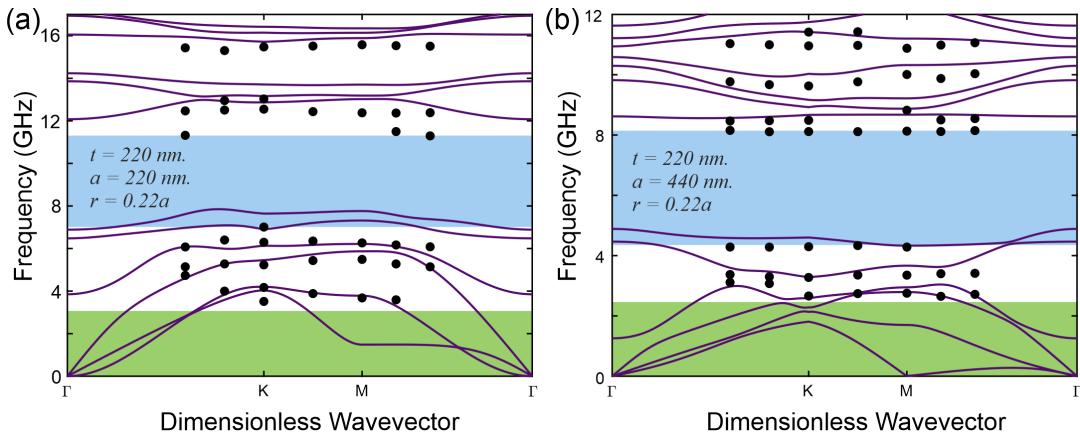 (a)
Frequency (GHz)
16
12
8
4
0
t = 220 nm.
a = 220 nm.
r = 0.22a
Γ
K
M
Γ
Dimensionless Wavevector
(b)
Frequency (GHz)
12
8
4
0
t = 220 nm.
a = 440 nm.
r = 0.22a
Γ
K
M
Γ
Dimensionless Wavevector